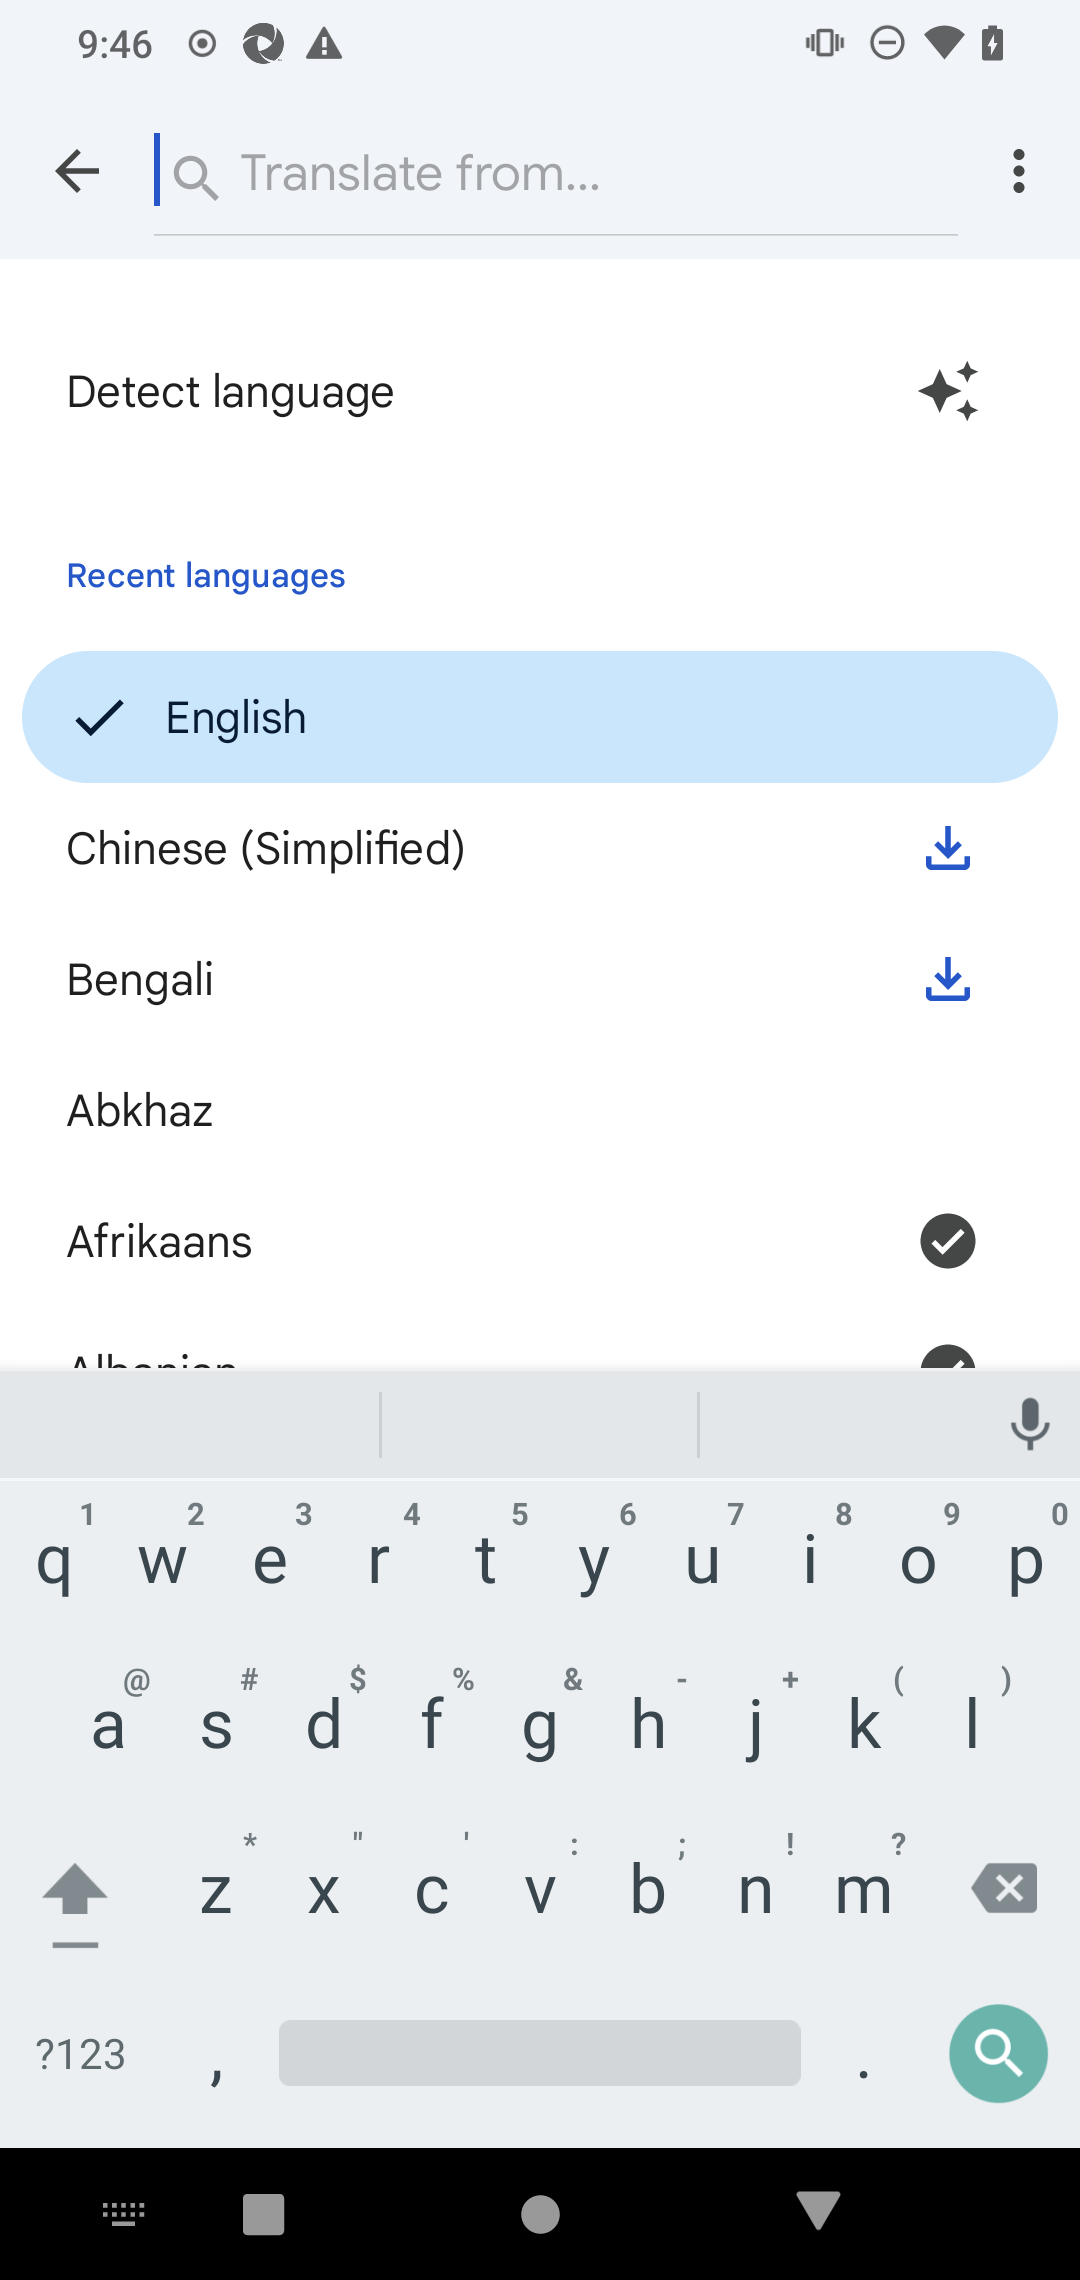 9:46
Translate from...
Detect language
Recent languages
English
Chinese (Simplified)
Bengali
Abkhaz
Afrikaans
Albanian
1 2 3 4 5 6 7 8 9 0
q w e r t y u i o p
@ # $ % & - + ( )
a s d f g h j k l
* " ' : ; ! ?
z x c v b n m
?123 , .